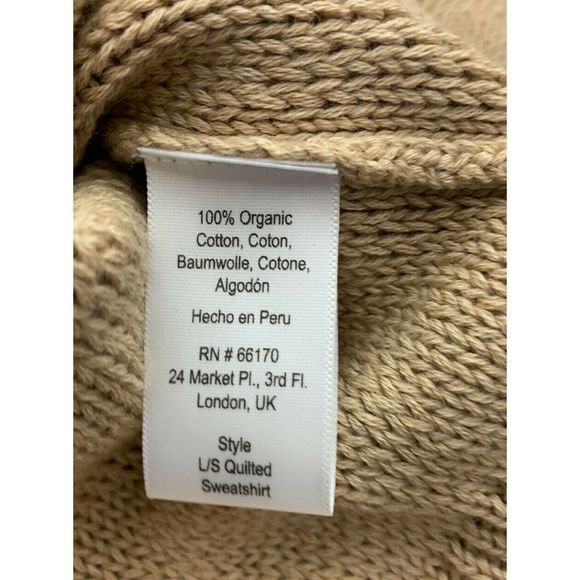 100% Organic
Cotton, Coton,
Baumwolle, Cotone,
Algodón
Hecho en Peru
RN # 66170
24 Market Pl., 3rd Fl.
London, UK
Style
L/S Quilted
Sweatshirt